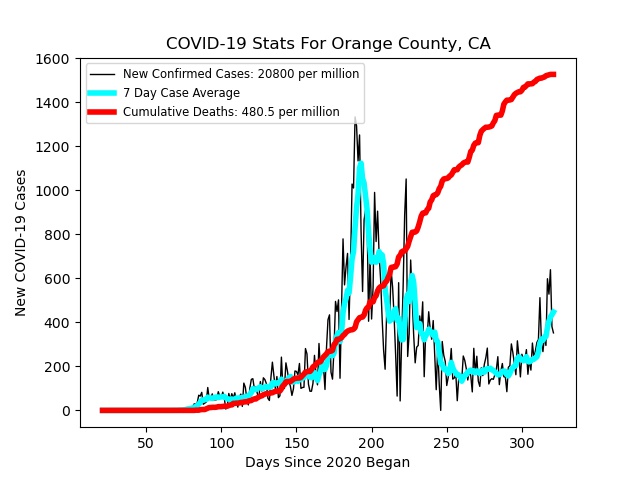 COVID-19 Stats For Orange County, CA
New Confirmed Cases: 20800 per million
7 Day Case Average
Cumulative Deaths: 480.5 per million
New COVID-19 Cases
1600
1400
1200
1000
800
600
400
200
0
50 100 150 200 250 300
Days Since 2020 Began